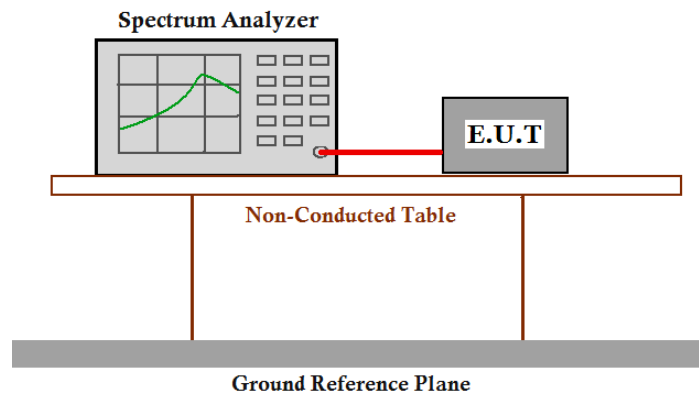 Spectrum Analyzer
E.U.T
Non-Conducted Table
Ground Reference Plane